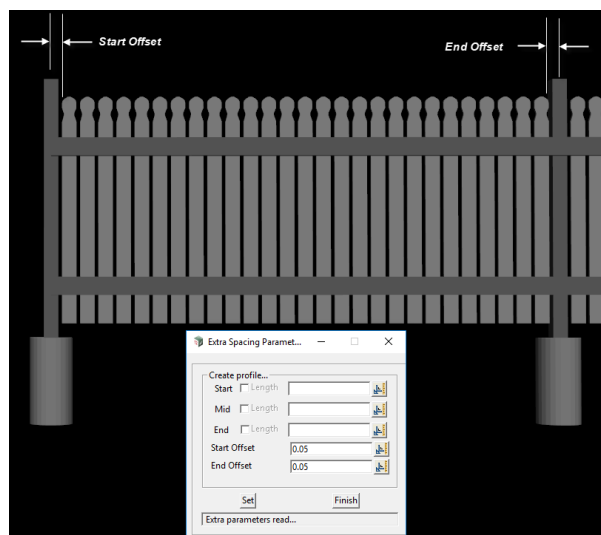 Start Offset
End Offset
Extra Spacing Paramet...
Create profile...
Start Length
Mid Length
End Length
Start Offset 0.05
End Offset 0.05
Set Finish
Extra parameters read...